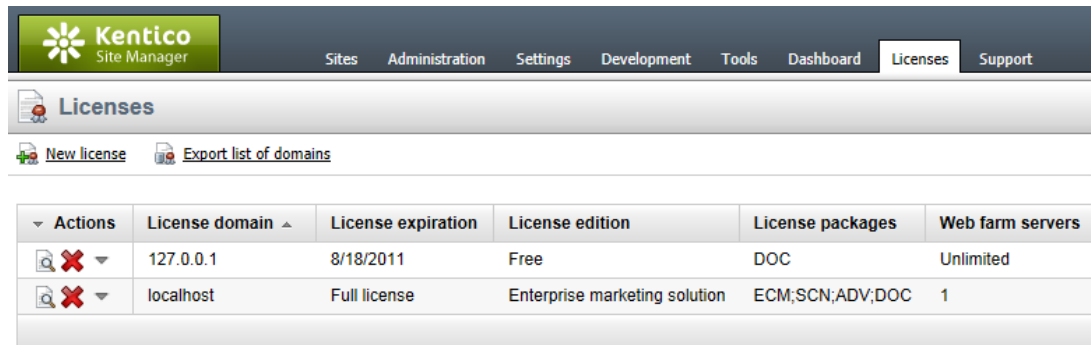 Kentico
Site Manager
Sites Administration Settings Development Tools Dashboard Licenses Support
Licenses
New license Export list of domains
Actions License domain License expiration License edition License packages Web farm servers
127.0.0.1 8/18/2011 Free DOC Unlimited
localhost Full license Enterprise marketing solution ECM;SCN;ADV;DOC 1